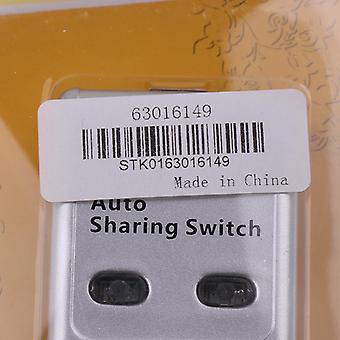 63016149
STK0163016149
Made in China
Auto
Sharing Switch